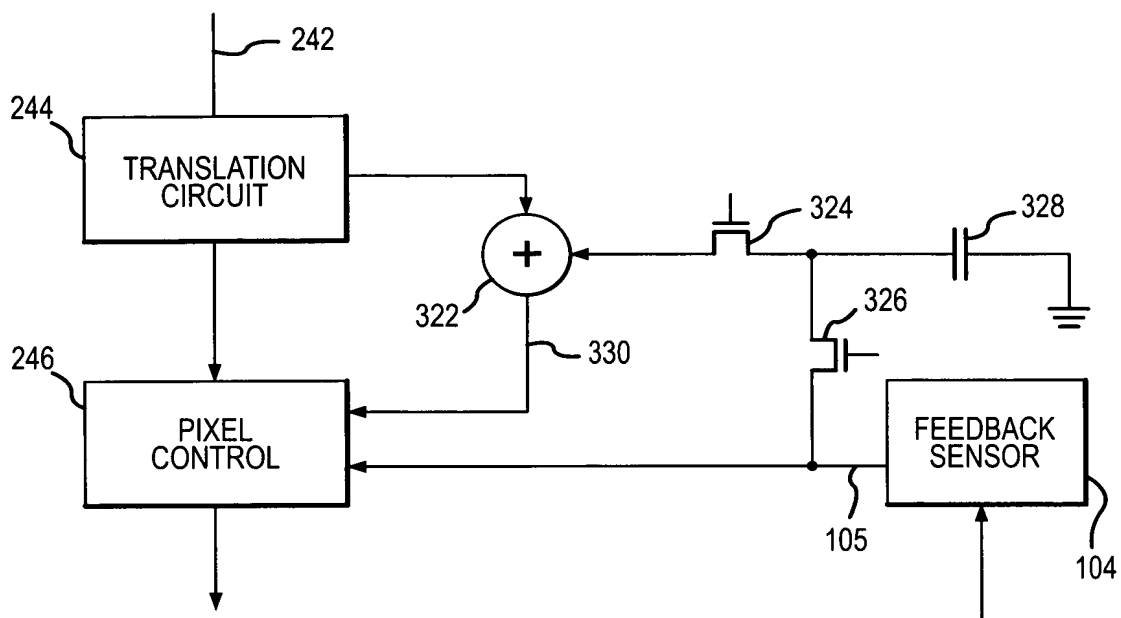 242
244
TRANSLATION
CIRCUIT
324
328
+
322
326
330
246
PIXEL
CONTROL
FEEDBACK
SENSOR
105
104